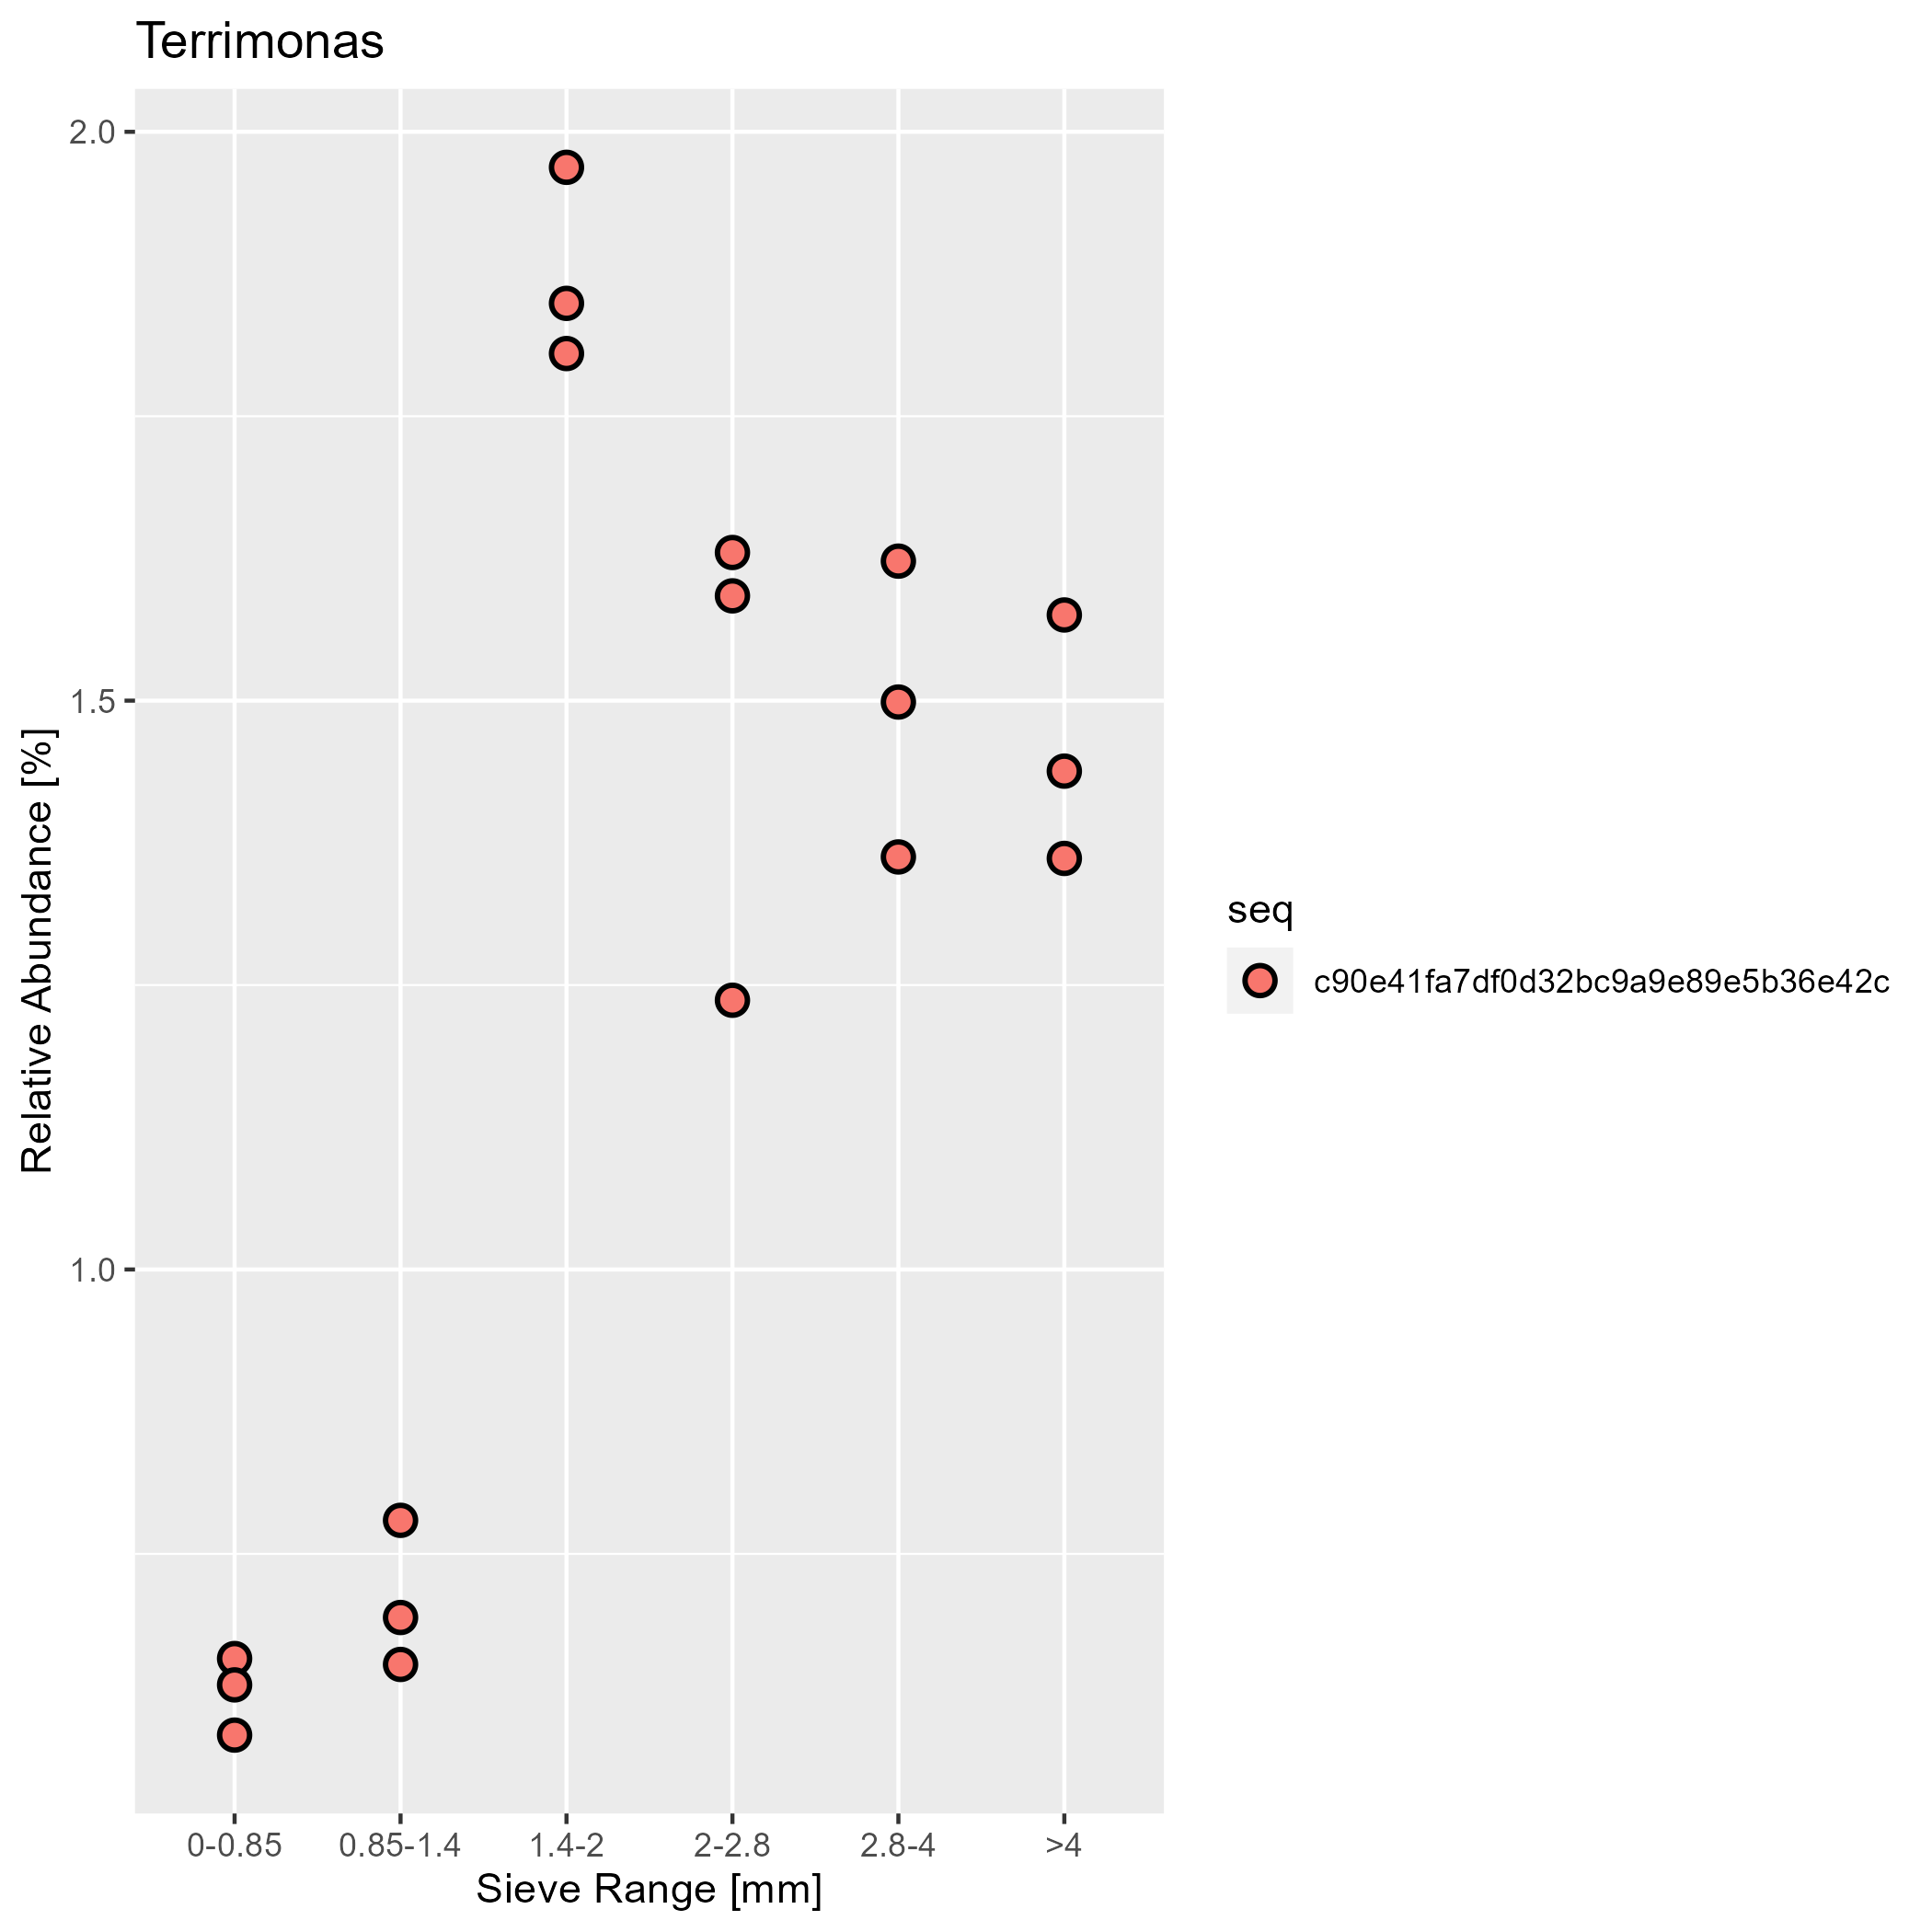 Terrimonas
2.0
1.5
1.0
Relative Abundance [%]
0-0.85
0.85-1.4
1.4-2
2-2.8
2.8-4
>4
Sieve Range [mm]
seq
c90e41fa7df0d32bc9a9e89e5b36e42c